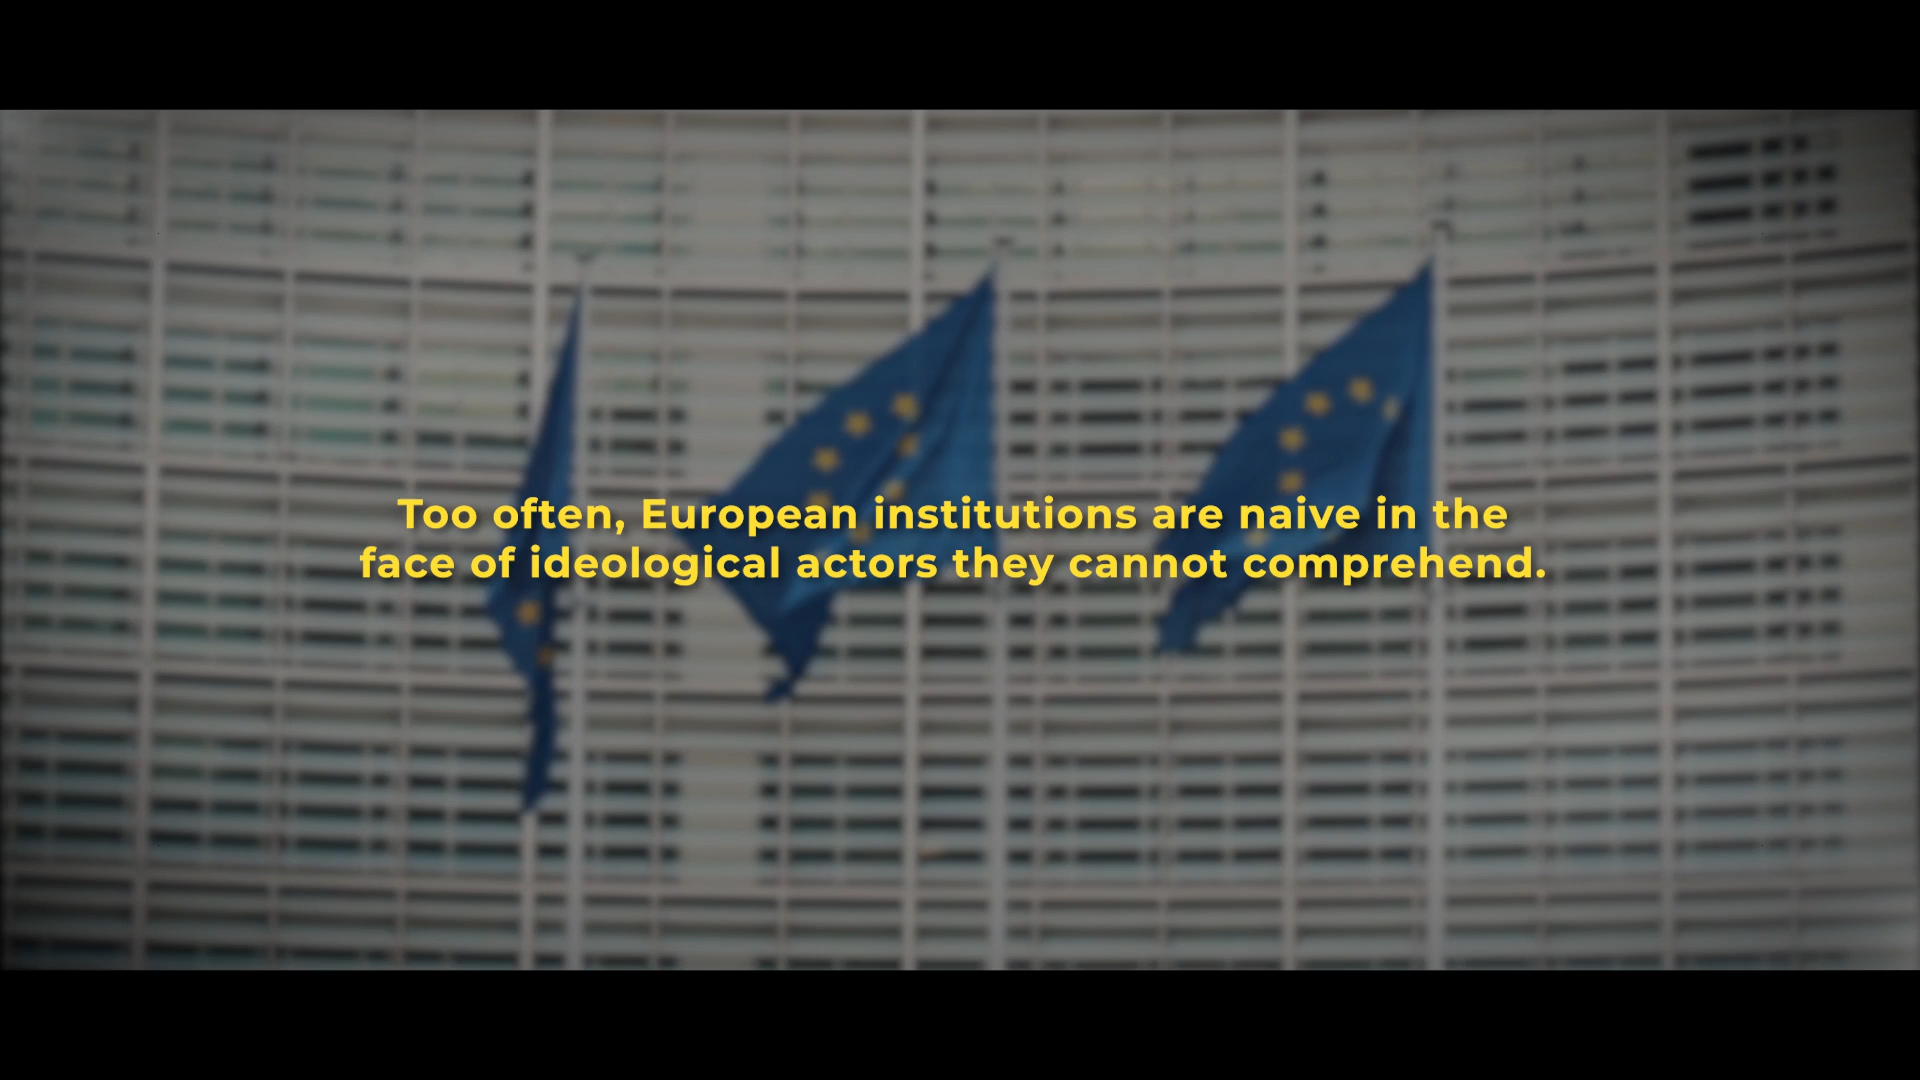 Too often, European institutions are naive in the
face of ideological actors they cannot comprehend.